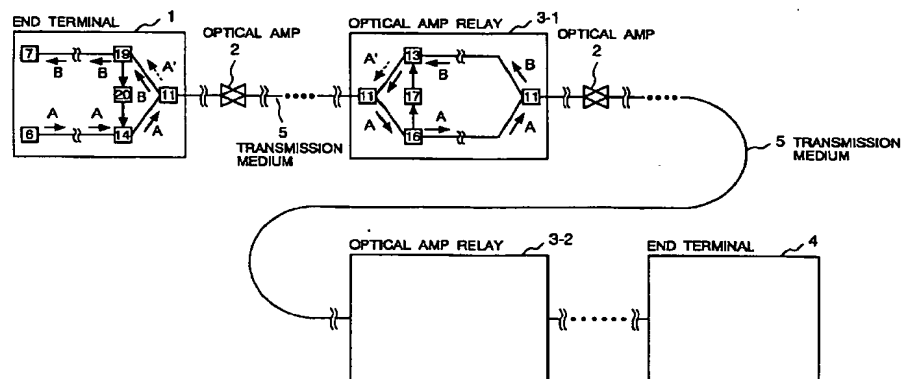 END TERMINAL 1
OPTICAL AMP
2
OPTICAL AMP RELAY 3-1
OPTICAL AMP
2
7 B B 19 A'
20 B 11
6 A A 14 A
5
TRANSMISSION
MEDIUM
A' 13 B B
11 17 11
A 16 A A
5 TRANSMISSION
MEDIUM
OPTICAL AMP RELAY 3-2
END TERMINAL 4